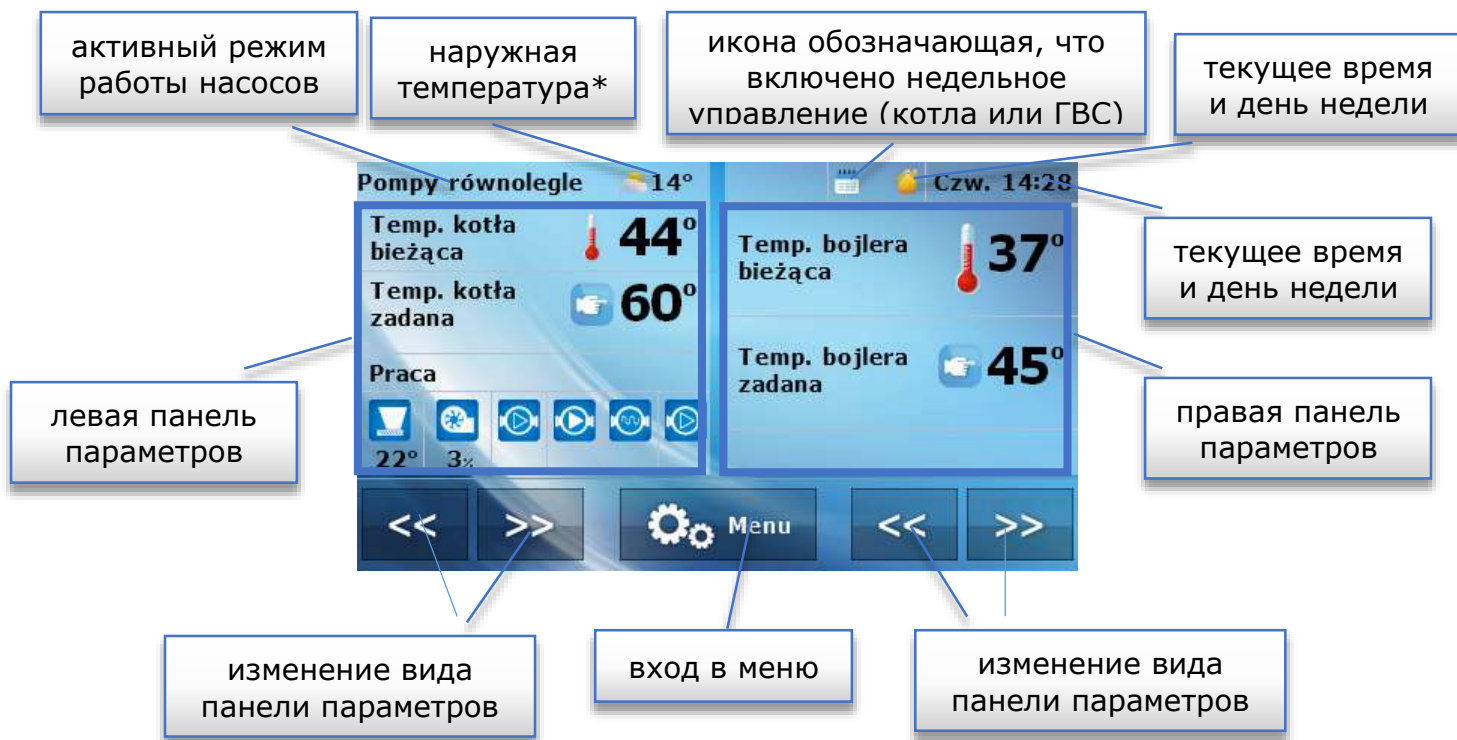 активный режим
работы насосов
наружная
температура*
икона обозначающая, что
включено недельное
управление (котла или ГВС)
текущее время
и день недели
Pompy równolegle
14°
Czw. 14:28
Temp. kotła
bieżąca
44°
Temp. kotła
zadana
60°
Praca
22°
3%
Temp. bojlera
bieżąca
37°
Temp. bojlera
zadana
45°
текущее время
и день недели
левая панель
параметров
правая панель
параметров
<<
>>
Menu
<<
>>
изменение вида
панели параметров
вход в меню
изменение вида
панели параметров